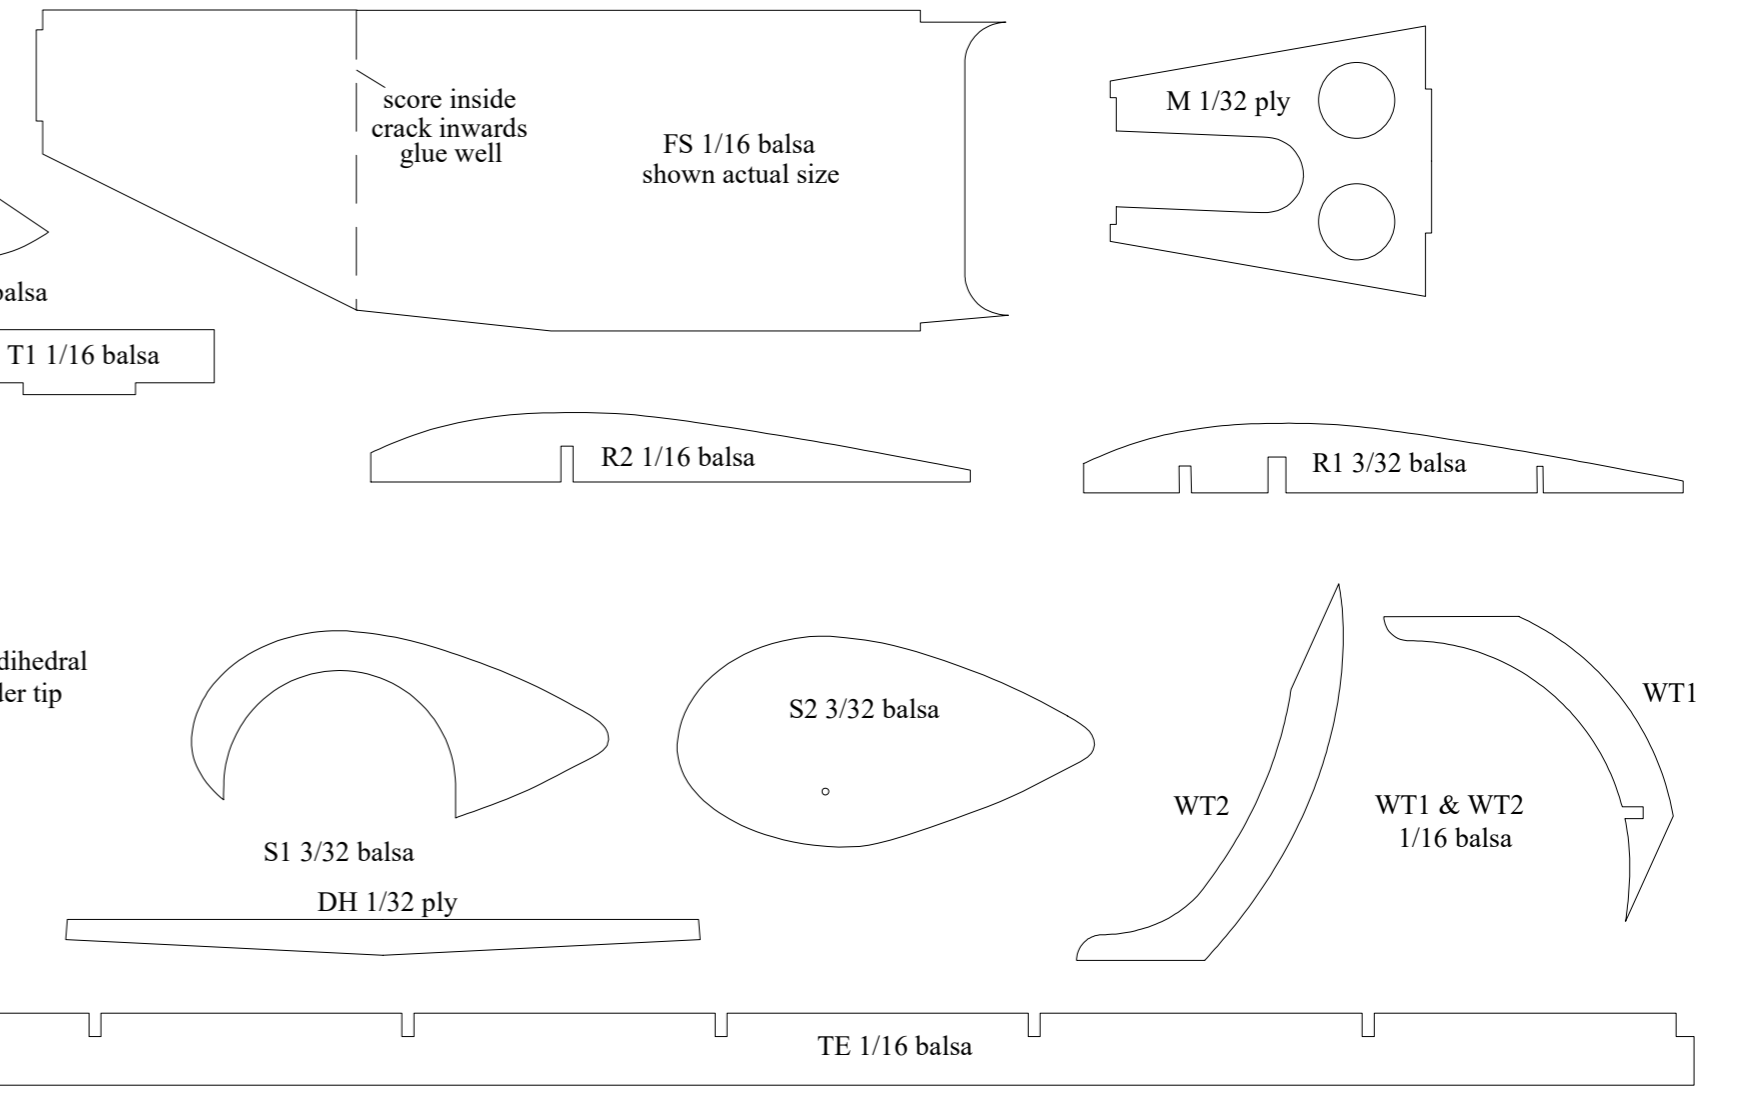 score inside
crack inwards
glue well
FS 1/16 balsa
shown actual size
M 1/32 ply
balsa
T1 1/16 balsa
R2 1/16 balsa
R1 3/32 balsa
dihedral
tip
S2 3/32 balsa
WT1
WT2
WT1 & WT2
1/16 balsa
S1 3/32 balsa
DH 1/32 ply
TE 1/16 balsa